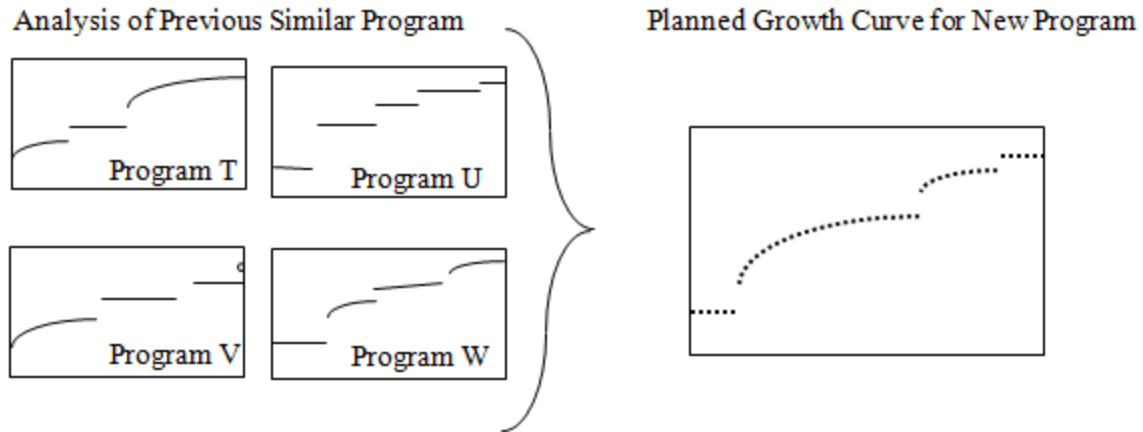 Analysis of Previous Similar Program
Planned Growth Curve for New Program
Program T
Program U
Program V
Program W